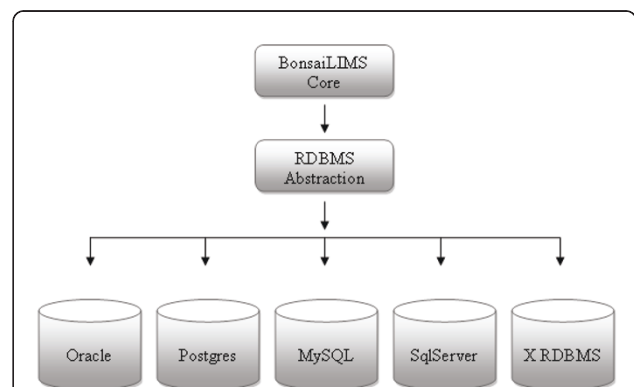 BonsaiLIMS
Core
RDBMS
Abstraction
Oracle
Postgres
MySQL
SqlServer
X RDBMS